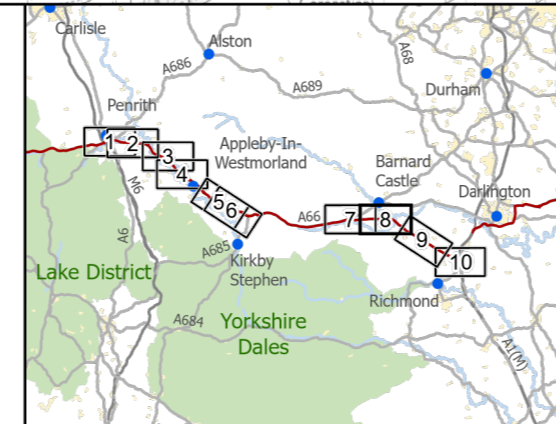 Carlisle
Alston
A686
A68
A689
Durham
Penrith
1
2
3
4
5
6
7
8
9
10
Appleby-In-
Westmorland
Barnard
Castle
Darlington
M6
A6
A66
A685
Kirkby
Stephen
Lake District
Richmond
A684
Yorkshire
Dales
A1(M)